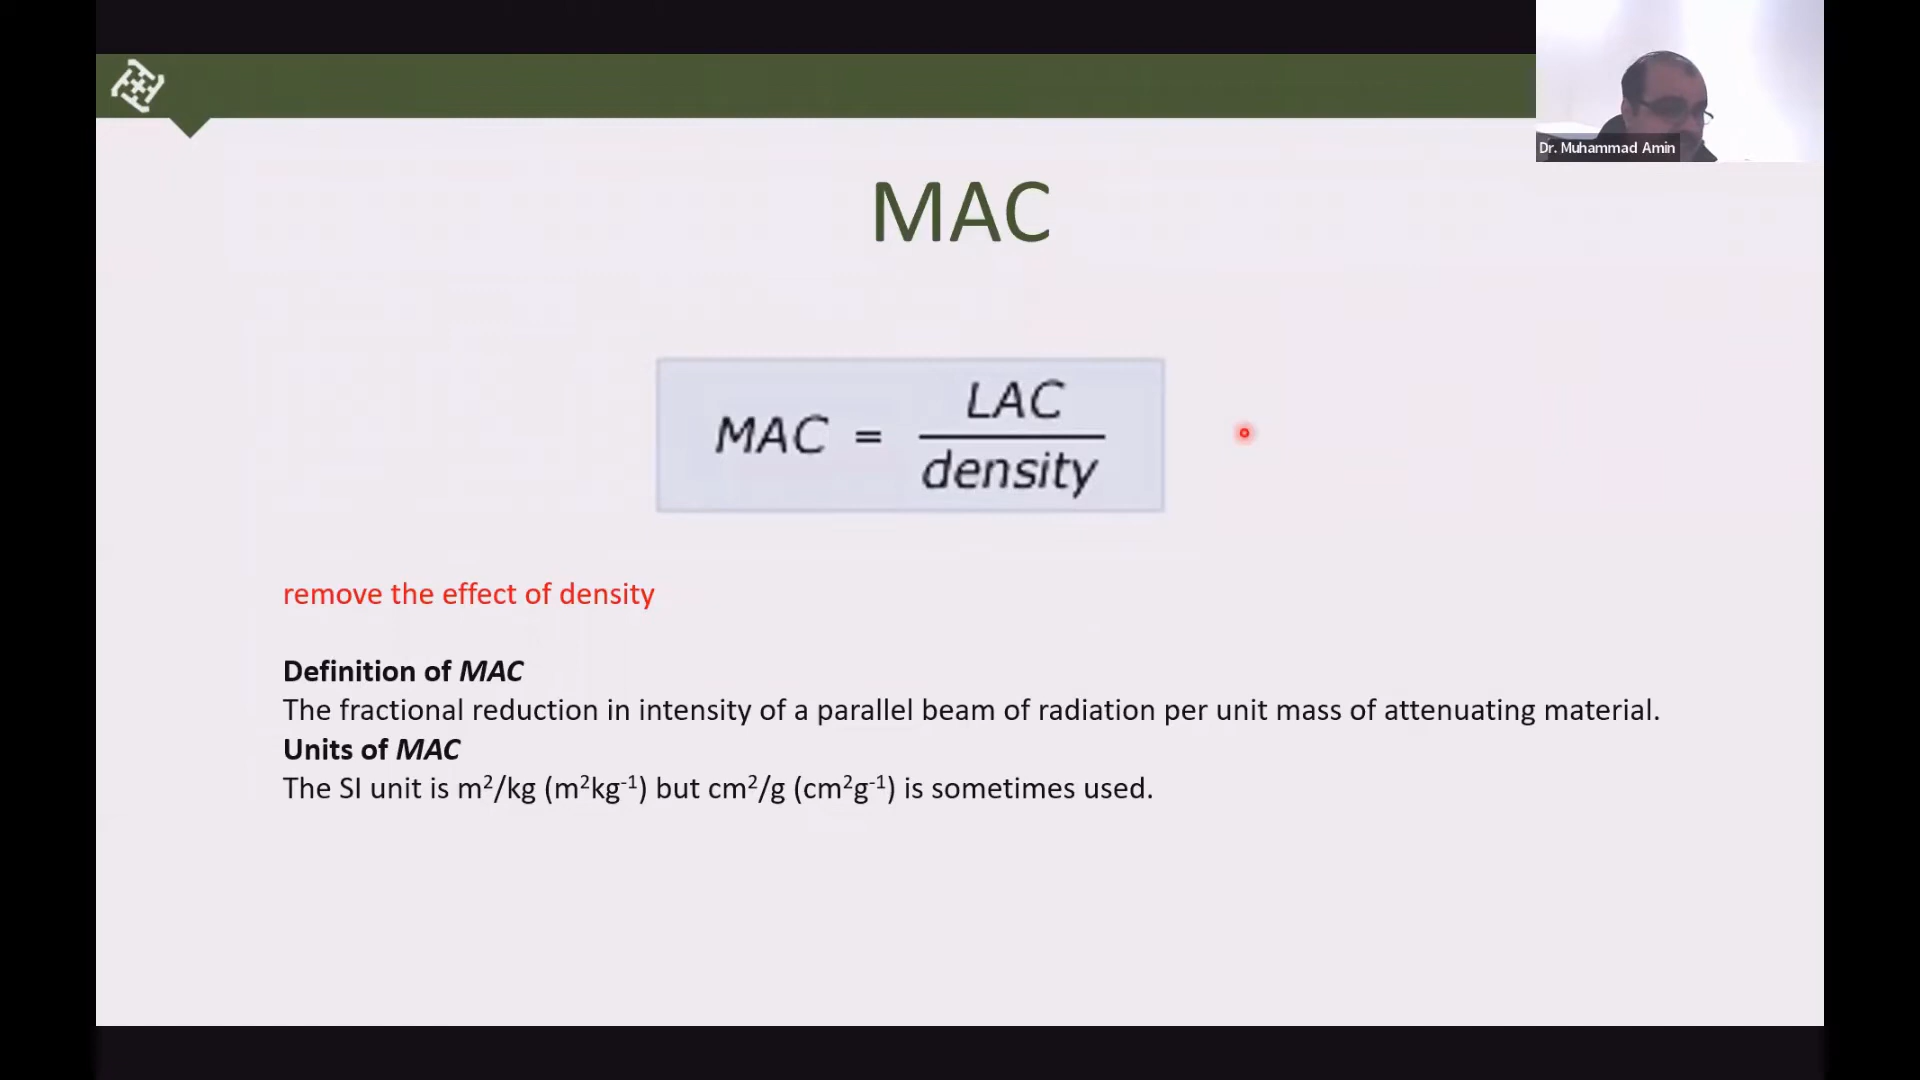 Dr. Muhammad Amin
MAC
MAC = LAC / density
remove the effect of density
Definition of MAC
The fractional reduction in intensity of a parallel beam of radiation per unit mass of attenuating material.
Units of MAC
The SI unit is m²/kg (m²kg⁻¹) but cm²/g (cm²g⁻¹) is sometimes used.